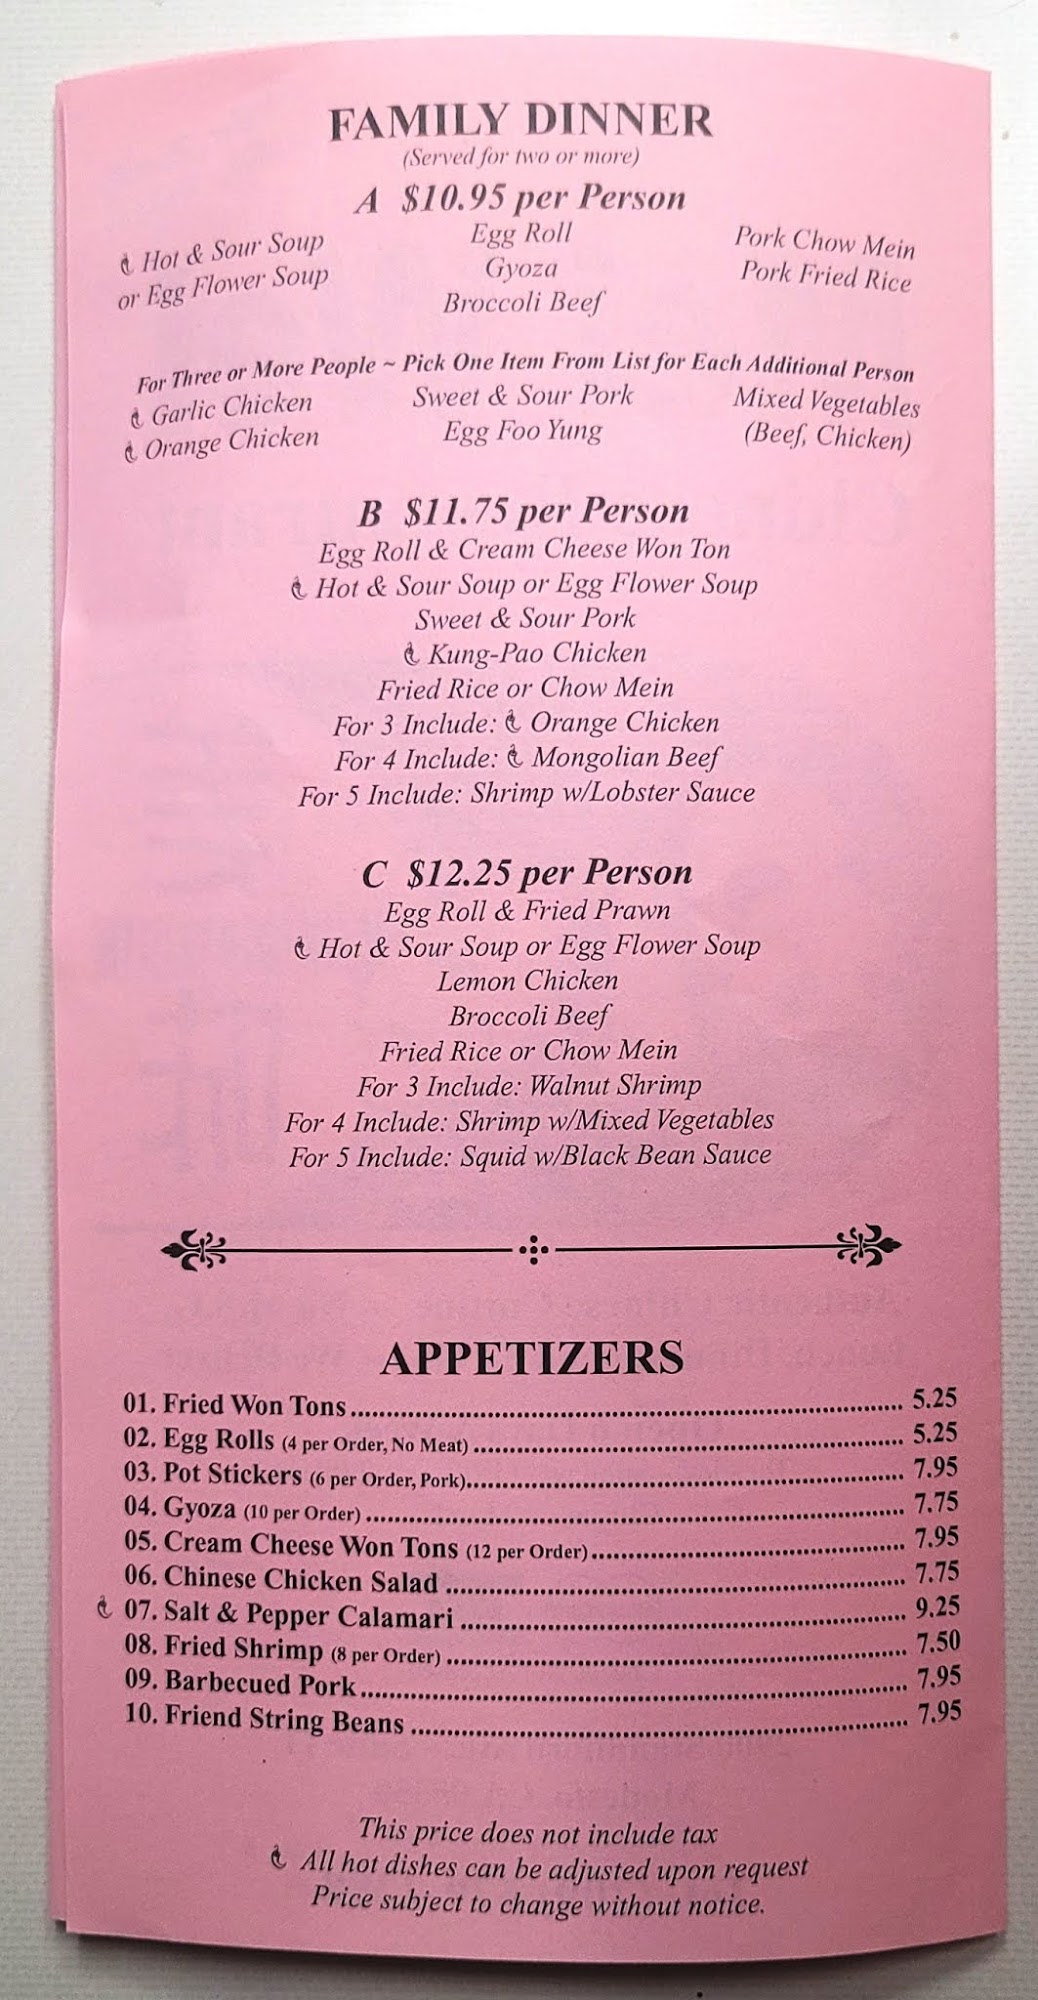 FAMILY DINNER
(Served for two or more)
A $10.95 per Person
Hot & Sour Soup
or Egg Flower Soup
Egg Roll
Gyoza
Broccoli Beef
Pork Chow Mein
Pork Fried Rice
For Three or More People ~ Pick One Item From List for Each Additional Person
Garlic Chicken
Orange Chicken
Sweet & Sour Pork
Egg Foo Yung
Mixed Vegetables
(Beef, Chicken)
B $11.75 per Person
Egg Roll & Cream Cheese Won Ton
Hot & Sour Soup or Egg Flower Soup
Sweet & Sour Pork
Kung-Pao Chicken
Fried Rice or Chow Mein
For 3 Include: Orange Chicken
For 4 Include: Mongolian Beef
For 5 Include: Shrimp w/Lobster Sauce
C $12.25 per Person
Egg Roll & Fried Prawn
Hot & Sour Soup or Egg Flower Soup
Lemon Chicken
Broccoli Beef
Fried Rice or Chow Mein
For 3 Include: Walnut Shrimp
For 4 Include: Shrimp w/Mixed Vegetables
For 5 Include: Squid w/Black Bean Sauce
APPETIZERS
01. Fried Won Tons 5.25
02. Egg Rolls (4 per Order, No Meat) 5.25
03. Pot Stickers (6 per Order, Pork) 7.95
04. Gyoza (10 per Order) 7.75
05. Cream Cheese Won Tons (12 per Order) 7.95
06. Chinese Chicken Salad 7.75
07. Salt & Pepper Calamari 9.25
08. Fried Shrimp (8 per Order) 7.50
09. Barbecued Pork 7.95
10. Friend String Beans 7.95
This price does not include tax
All hot dishes can be adjusted upon request
Price subject to change without notice.